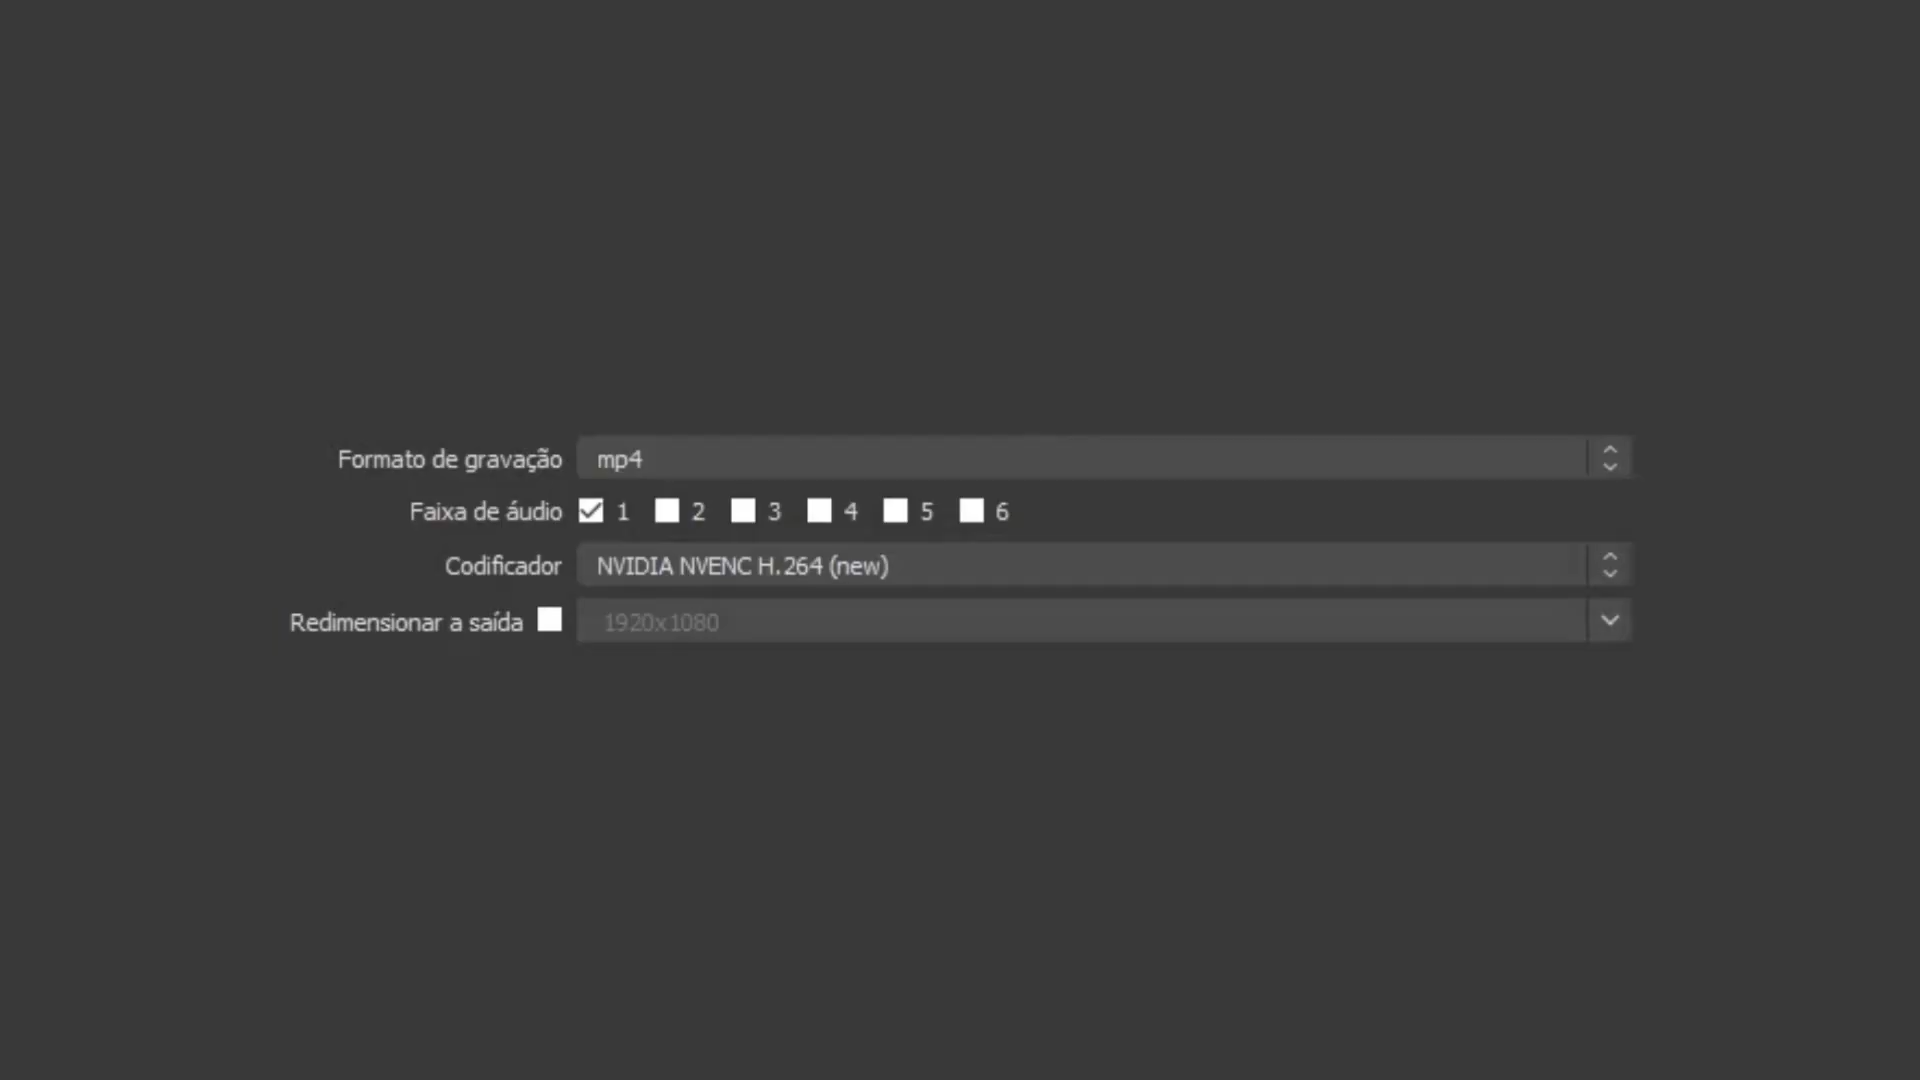 Formato de gravação mp4
Faixa de áudio 1 2 3 4 5 6
Codificador NVIDIA NVENC H.264 (new)
Redimensionar a saída 1920x1080